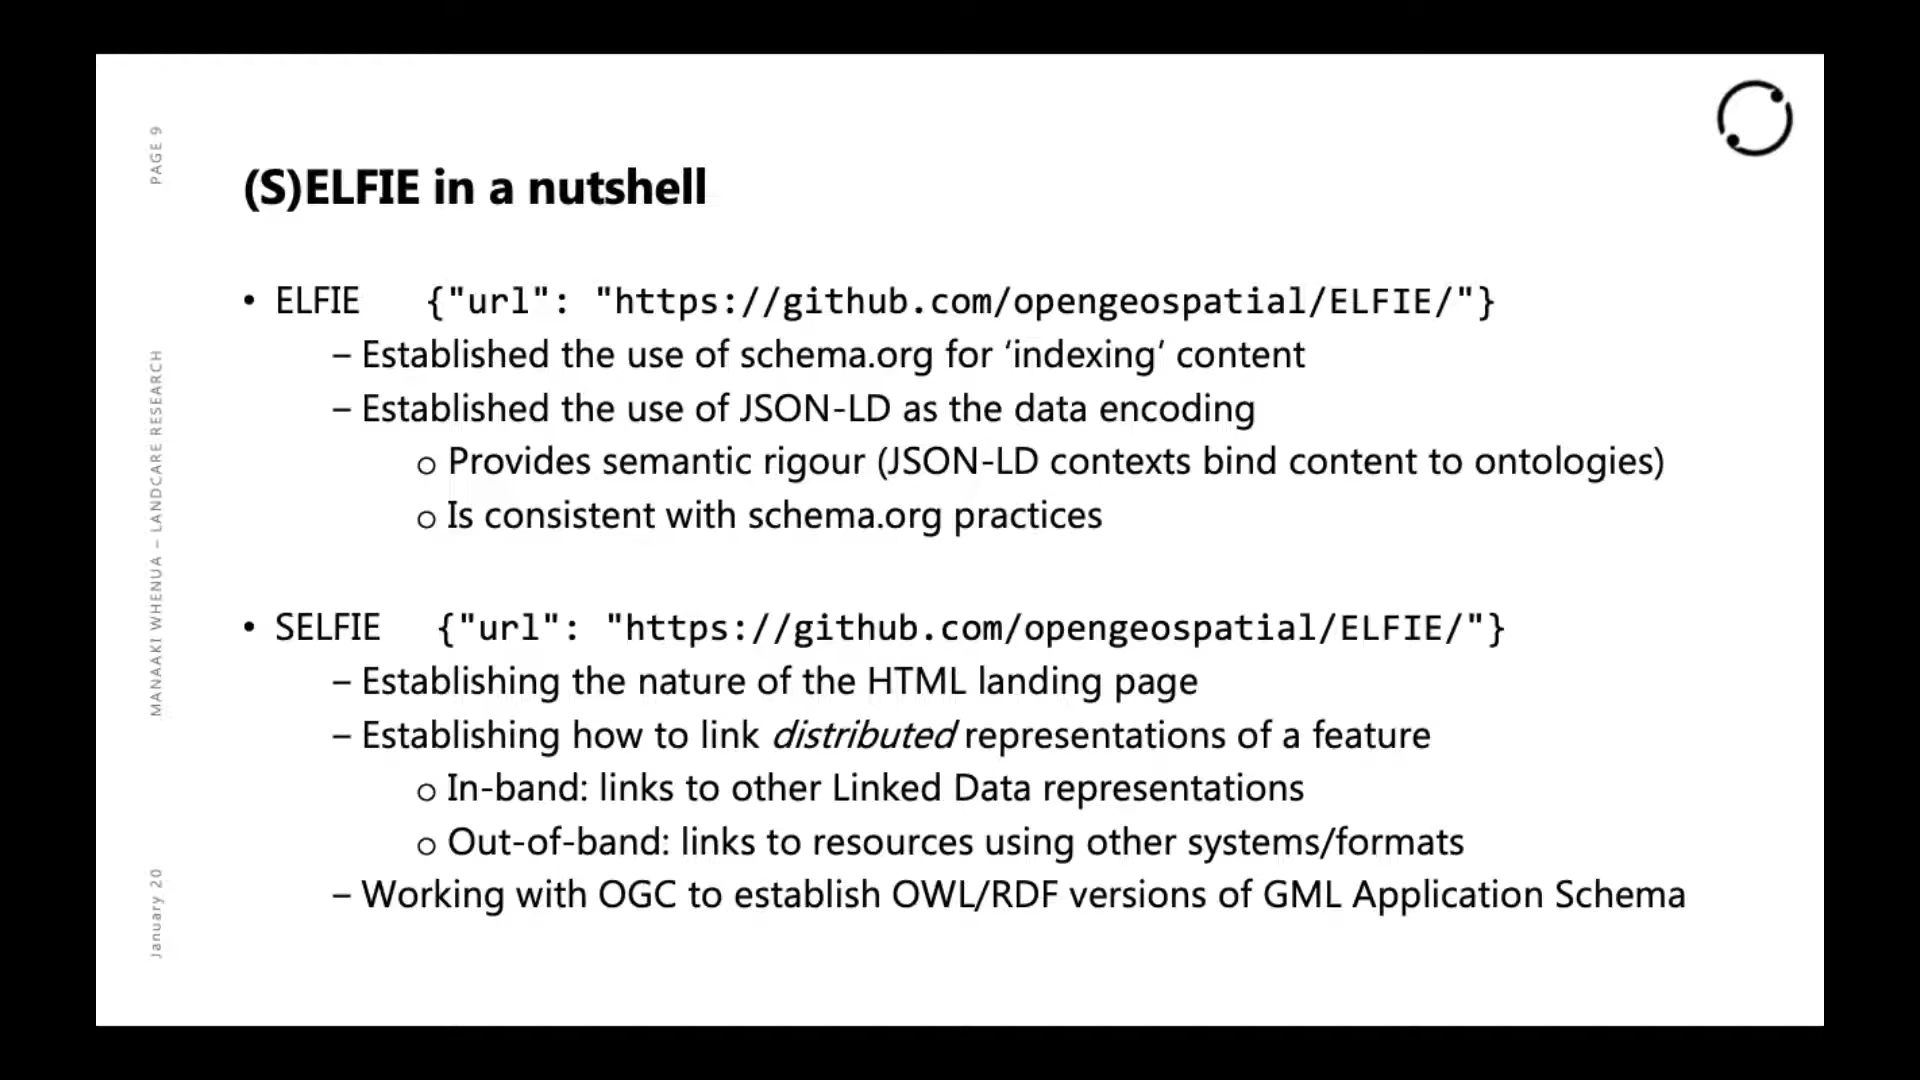 PAGE 9
(S)ELFIE in a nutshell
• ELFIE {"url": "https://github.com/opengeospatial/ELFIE/"}
– Established the use of schema.org for ‘indexing’ content
– Established the use of JSON-LD as the data encoding
o Provides semantic rigour (JSON-LD contexts bind content to ontologies)
o Is consistent with schema.org practices
MANAAKI WHENUA – LANDCARE RESEARCH
• SELFIE {"url": "https://github.com/opengeospatial/ELFIE/"}
– Establishing the nature of the HTML landing page
– Establishing how to link distributed representations of a feature
o In-band: links to other Linked Data representations
o Out-of-band: links to resources using other systems/formats
– Working with OGC to establish OWL/RDF versions of GML Application Schema
January 20